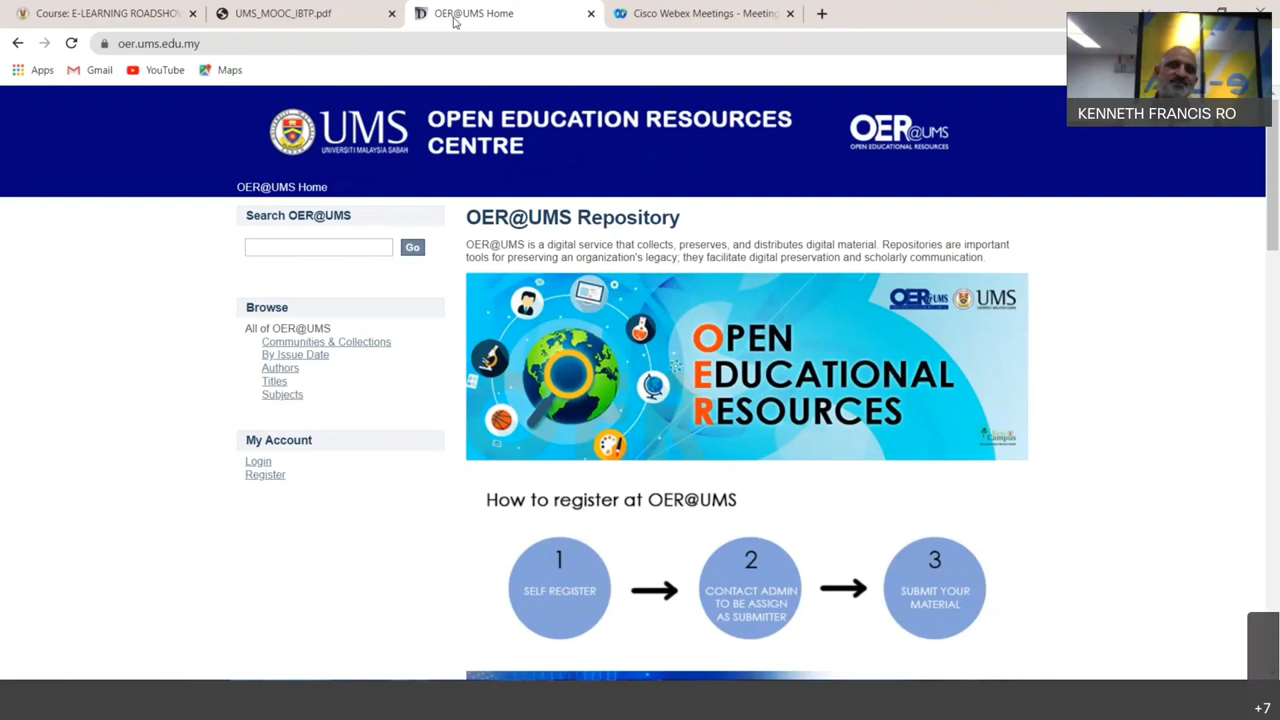 Course: E-LEARNING ROADSHOW
UMS_MOOC_IBTP.pdf
OER@UMS Home
Cisco Webex Meetings - Meeting
oer.ums.edu.my
Apps
Gmail
YouTube
Maps
KENNETH FRANCIS RO
UMS
UNIVERSITI MALAYSIA SABAH
OPEN EDUCATION RESOURCES
CENTRE
OER@UMS
OPEN EDUCATIONAL RESOURCES
OER@UMS Home
Search OER@UMS
Go
Browse
All of OER@UMS
Communities & Collections
By Issue Date
Authors
Titles
Subjects
My Account
Login
Register
OER@UMS Repository
OER@UMS is a digital service that collects, preserves, and distributes digital material. Repositories are important
tools for preserving an organization's legacy; they facilitate digital preservation and scholarly communication.
OER@UMS
UMS
OPEN
EDUCATIONAL
RESOURCES
How to register at OER@UMS
1
SELF REGISTER
2
CONTACT ADMIN
TO BE ASSIGN
AS SUBMITTER
3
SUBMIT YOUR
MATERIAL
+7